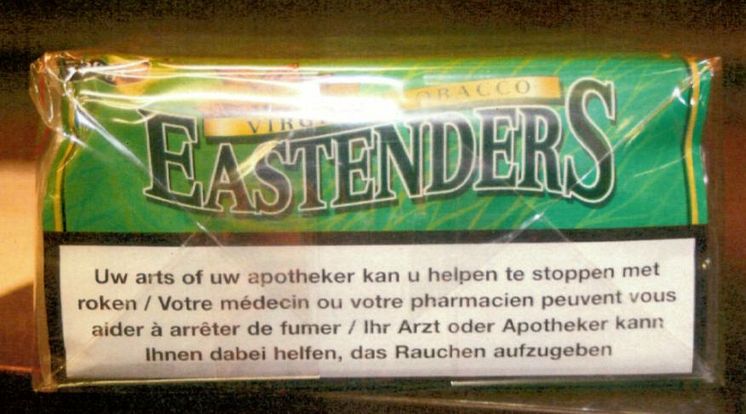 TOBACCO
EASTENDERS
Uw arts of uw apotheker kan u helpen te stoppen met
roken / Votre médecin ou votre pharmacien peuvent vous
aider à arrêter de fumer / Ihr Arzt oder Apotheker kann
Ihnen dabei helfen, das Rauchen aufzugeben